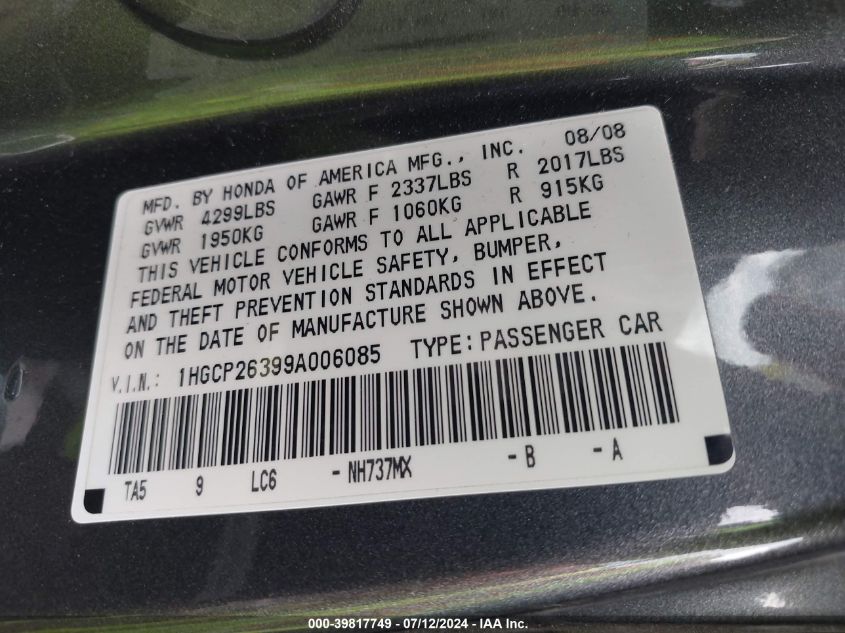 MFD. BY HONDA OF AMERICA MFG., INC. 08/08
GVWR 4299LBS GAWR F 2337LBS R 2017LBS
GVWR 1950KG GAWR F 1060KG R 915KG
THIS VEHICLE CONFORMS TO ALL APPLICABLE
FEDERAL MOTOR VEHICLE SAFETY, BUMPER,
AND THEFT PREVENTION STANDARDS IN EFFECT
ON THE DATE OF MANUFACTURE SHOWN ABOVE.
V.I.N.: 1HGCP26399A006085 TYPE: PASSENGER CAR
TA5 9 LC6 -NH737MX -B -A
000-39817749 - 07/12/2024 - IAA Inc.